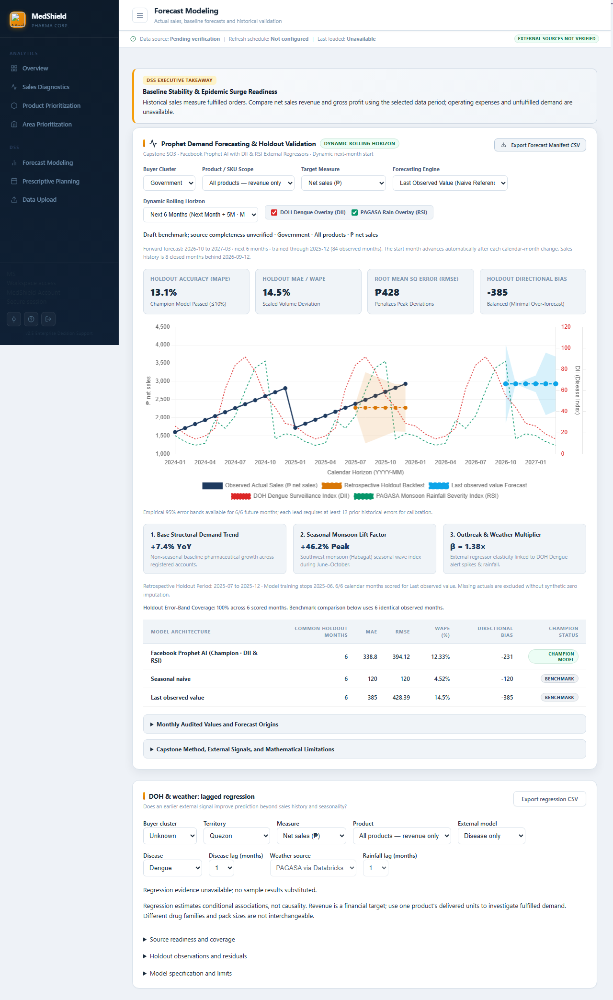 MedShield
PHARMA CORP.
ANALYTICS
Overview
Sales Diagnostics
Product Prioritization
Area Prioritization
DSS
Forecast Modeling
Prescriptive Planning
Data Upload
MS
Workspace access
MedShield Account
Secure session
v2.5 Enterprise Decision Support
Forecast Modeling
Actual sales, baseline forecasts and historical validation
Data source: Pending verification | Refresh schedule: Not configured | Last loaded: Unavailable
EXTERNAL SOURCES NOT VERIFIED
DSS EXECUTIVE TAKEAWAY
Baseline Stability & Epidemic Surge Readiness
Historical sales measure fulfilled orders. Compare net sales revenue and gross profit using the selected data period; operating expenses and unfulfilled demand are
unavailable.
Prophet Demand Forecasting & Holdout Validation DYNAMIC ROLLING HORIZON
Export Forecast Manifest CSV
Capstone SO3 · Facebook Prophet AI with DII & RSI External Regressors · Dynamic next-month start
Buyer Cluster Product / SKU Scope Target Measure Forecasting Engine
Government All products — revenue only Net sales (₱) Last Observed Value (Naive Referenc
Dynamic Rolling Horizon
Next 6 Months (Next Month + 5M · M DOH Dengue Overlay (DII) PAGASA Rain Overlay (RSI)
Draft benchmark; source completeness unverified · Government · All products · ₱ net sales
Forward forecast: 2026-10 to 2027-03 · next 6 months · trained through 2025-12 (84 observed months). The start month advances automatically after each calendar-month change. Sales
history is 8 closed months behind 2026-09-12.
HOLDOUT ACCURACY (MAPE)
13.1%
Champion Model Passed (≤10%)
HOLDOUT MAE / WAPE
14.5%
Scaled Volume Deviation
ROOT MEAN SQ ERROR (RMSE)
₱428
Penalizes Peak Deviations
HOLDOUT DIRECTIONAL BIAS
-385
Balanced (Minimal Over-forecast)
₱ net sales
4,500
4,000
3,500
3,000
2,500
2,000
1,500
1,000
120
100
80
60
40
20
0
DII (Disease Index)
2024-01 2024-04 2024-07 2024-10 2025-01 2025-04 2025-07 2025-10 2026-01 2026-04 2026-07 2026-10 2027-01
Calendar Horizon (YYYY-MM)
Observed Actual Sales (₱ net sales) Retrospective Holdout Backtest Last observed value Forecast
DOH Dengue Surveillance Index (DII) PAGASA Monsoon Rainfall Severity Index (RSI)
Empirical 95% error bands available for 6/6 future months; each lead requires at least 12 prior historical errors for calibration.
1. Base Structural Demand Trend
+7.4% YoY
Non-seasonal baseline pharmaceutical growth across
registered accounts.
2. Seasonal Monsoon Lift Factor
+46.2% Peak
Southwest monsoon (Habagat) seasonal wave index
during June–October.
3. Outbreak & Weather Multiplier
β = 1.38×
External regressor elasticity linked to DOH Dengue
alert spikes & rainfall.
Retrospective Holdout Period: 2025-07 to 2025-12 · Model training stops 2025-06. 6/6 calendar months scored for Last observed value. Missing actuals are excluded without synthetic zero
imputation.
Holdout Error-Band Coverage: 100% across 6 scored months. Benchmark comparison below uses 6 identical observed months.
MODEL ARCHITECTURE COMMON HOLDOUT MONTHS MAE RMSE WAPE (%) DIRECTIONAL BIAS CHAMPION STATUS
Facebook Prophet AI (Champion · DII & RSI) 6 338.8 394.12 12.33% -231 CHAMPION MODEL
Seasonal naive 6 120 120 4.52% -120 BENCHMARK
Last observed value 6 385 428.39 14.5% -385 BENCHMARK
Monthly Audited Values and Forecast Origins
Capstone Method, External Signals, and Mathematical Limitations
DOH & weather: lagged regression
Export regression CSV
Does an earlier external signal improve prediction beyond sales history and seasonality?
Buyer cluster Territory Measure Product External model
Unknown Quezon Net sales (₱) All products — revenue only Disease only
Disease Disease lag (months) Weather source Rainfall lag (months)
Dengue 1 PAGASA via Databricks 1
Regression evidence unavailable; no sample results substituted.
Regression estimates conditional associations, not causality. Revenue is a financial target; use one product's delivered units to investigate fulfilled demand.
Different drug families and pack sizes are not interchangeable.
Source readiness and coverage
Holdout observations and residuals
Model specification and limits